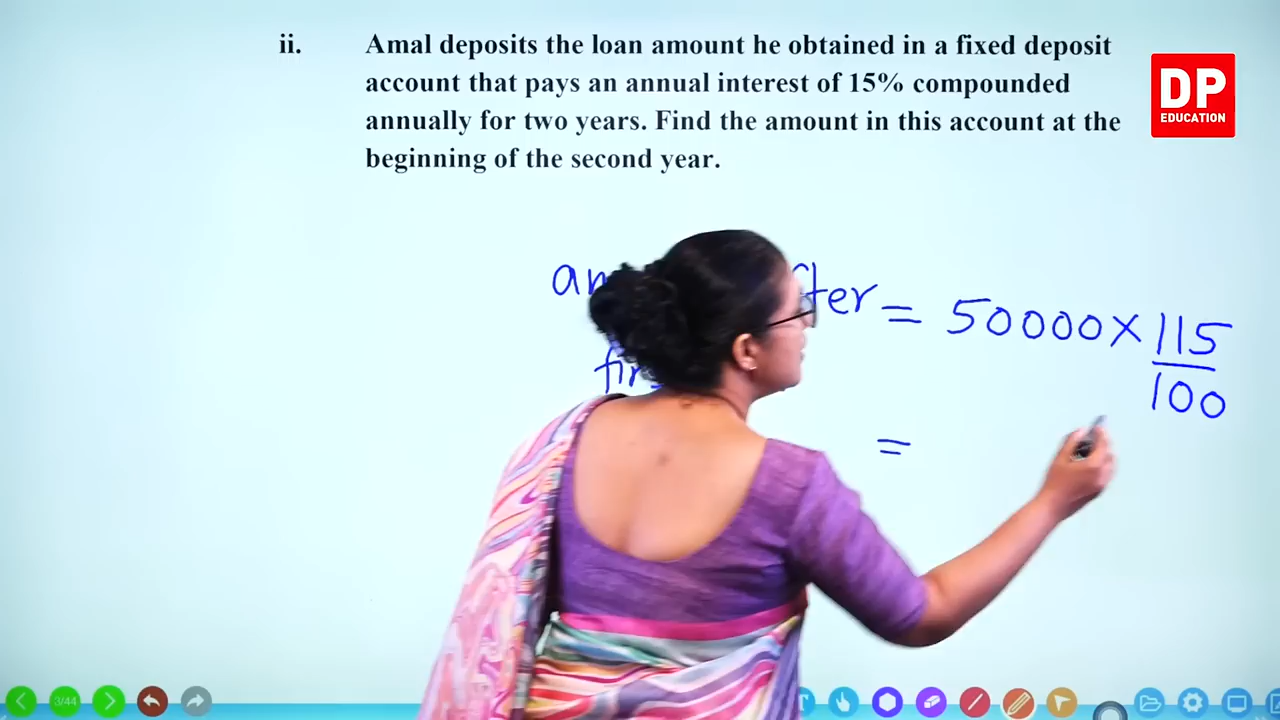 ii. Amal deposits the loan amount he obtained in a fixed deposit
account that pays an annual interest of 15% compounded
annually for two years. Find the amount in this account at the
beginning of the second year.
DP
EDUCATION
= 50000 × 115
100
=
3/44